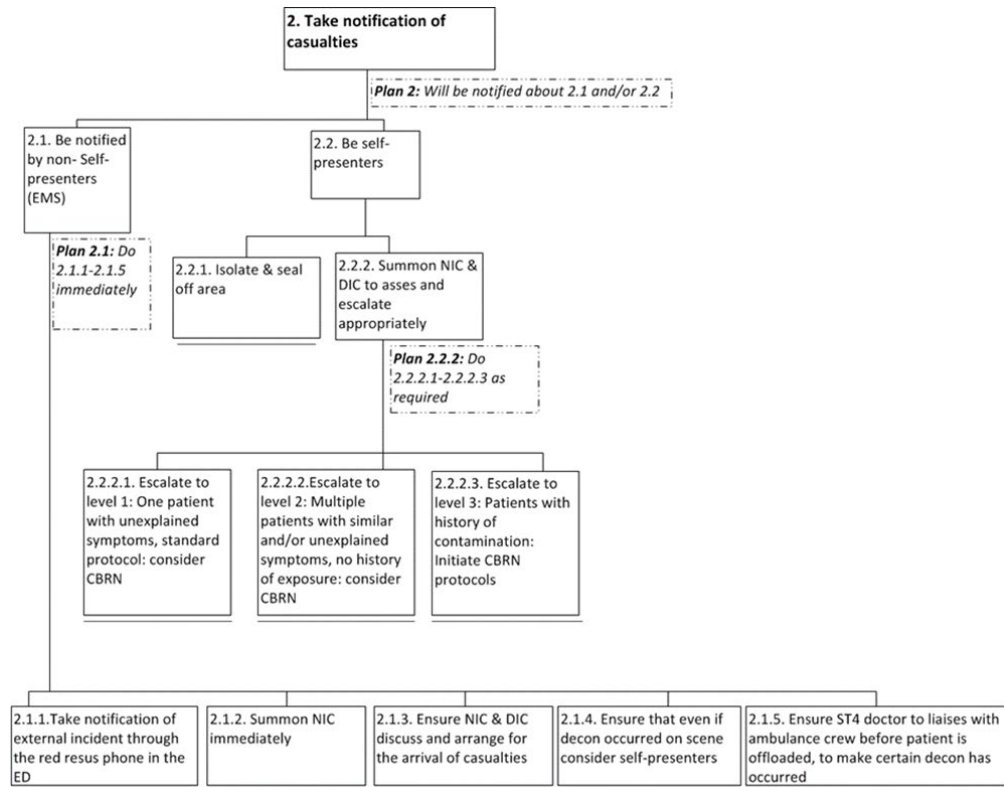 2. Take notification of
casualties
Plan 2: Will be notified about 2.1 and/or 2.2
2.1. Be notified
by non- Self-
presenters
(EMS)
2.2. Be self-
presenters
Plan 2.1: Do
2.1.1-2.1.5
immediately
2.2.1. Isolate & seal
off area
2.2.2. Summon NIC &
DIC to asses and
escalate
appropriately
Plan 2.2.2: Do
2.2.2.1-2.2.2.3 as
required
2.2.2.1. Escalate to
level 1: One patient
with unexplained
symptoms, standard
protocol: consider
CBRN
2.2.2.2.Escalate to
level 2: Multiple
patients with similar
and/or unexplained
symptoms, no history
of exposure: consider
CBRN
2.2.2.3. Escalate to
level 3: Patients with
history of
contamination:
Initiate CBRN
protocols
2.1.1.Take notification of
external incident through
the red resus phone in the
ED
2.1.2. Summon NIC
immediately
2.1.3. Ensure NIC & DIC
discuss and arrange for
the arrival of casualties
2.1.4. Ensure that even if
decon occurred on scene
consider self-presenters
2.1.5. Ensure ST4 doctor to liaises with
ambulance crew before patient is
offloaded, to make certain decon has
occurred